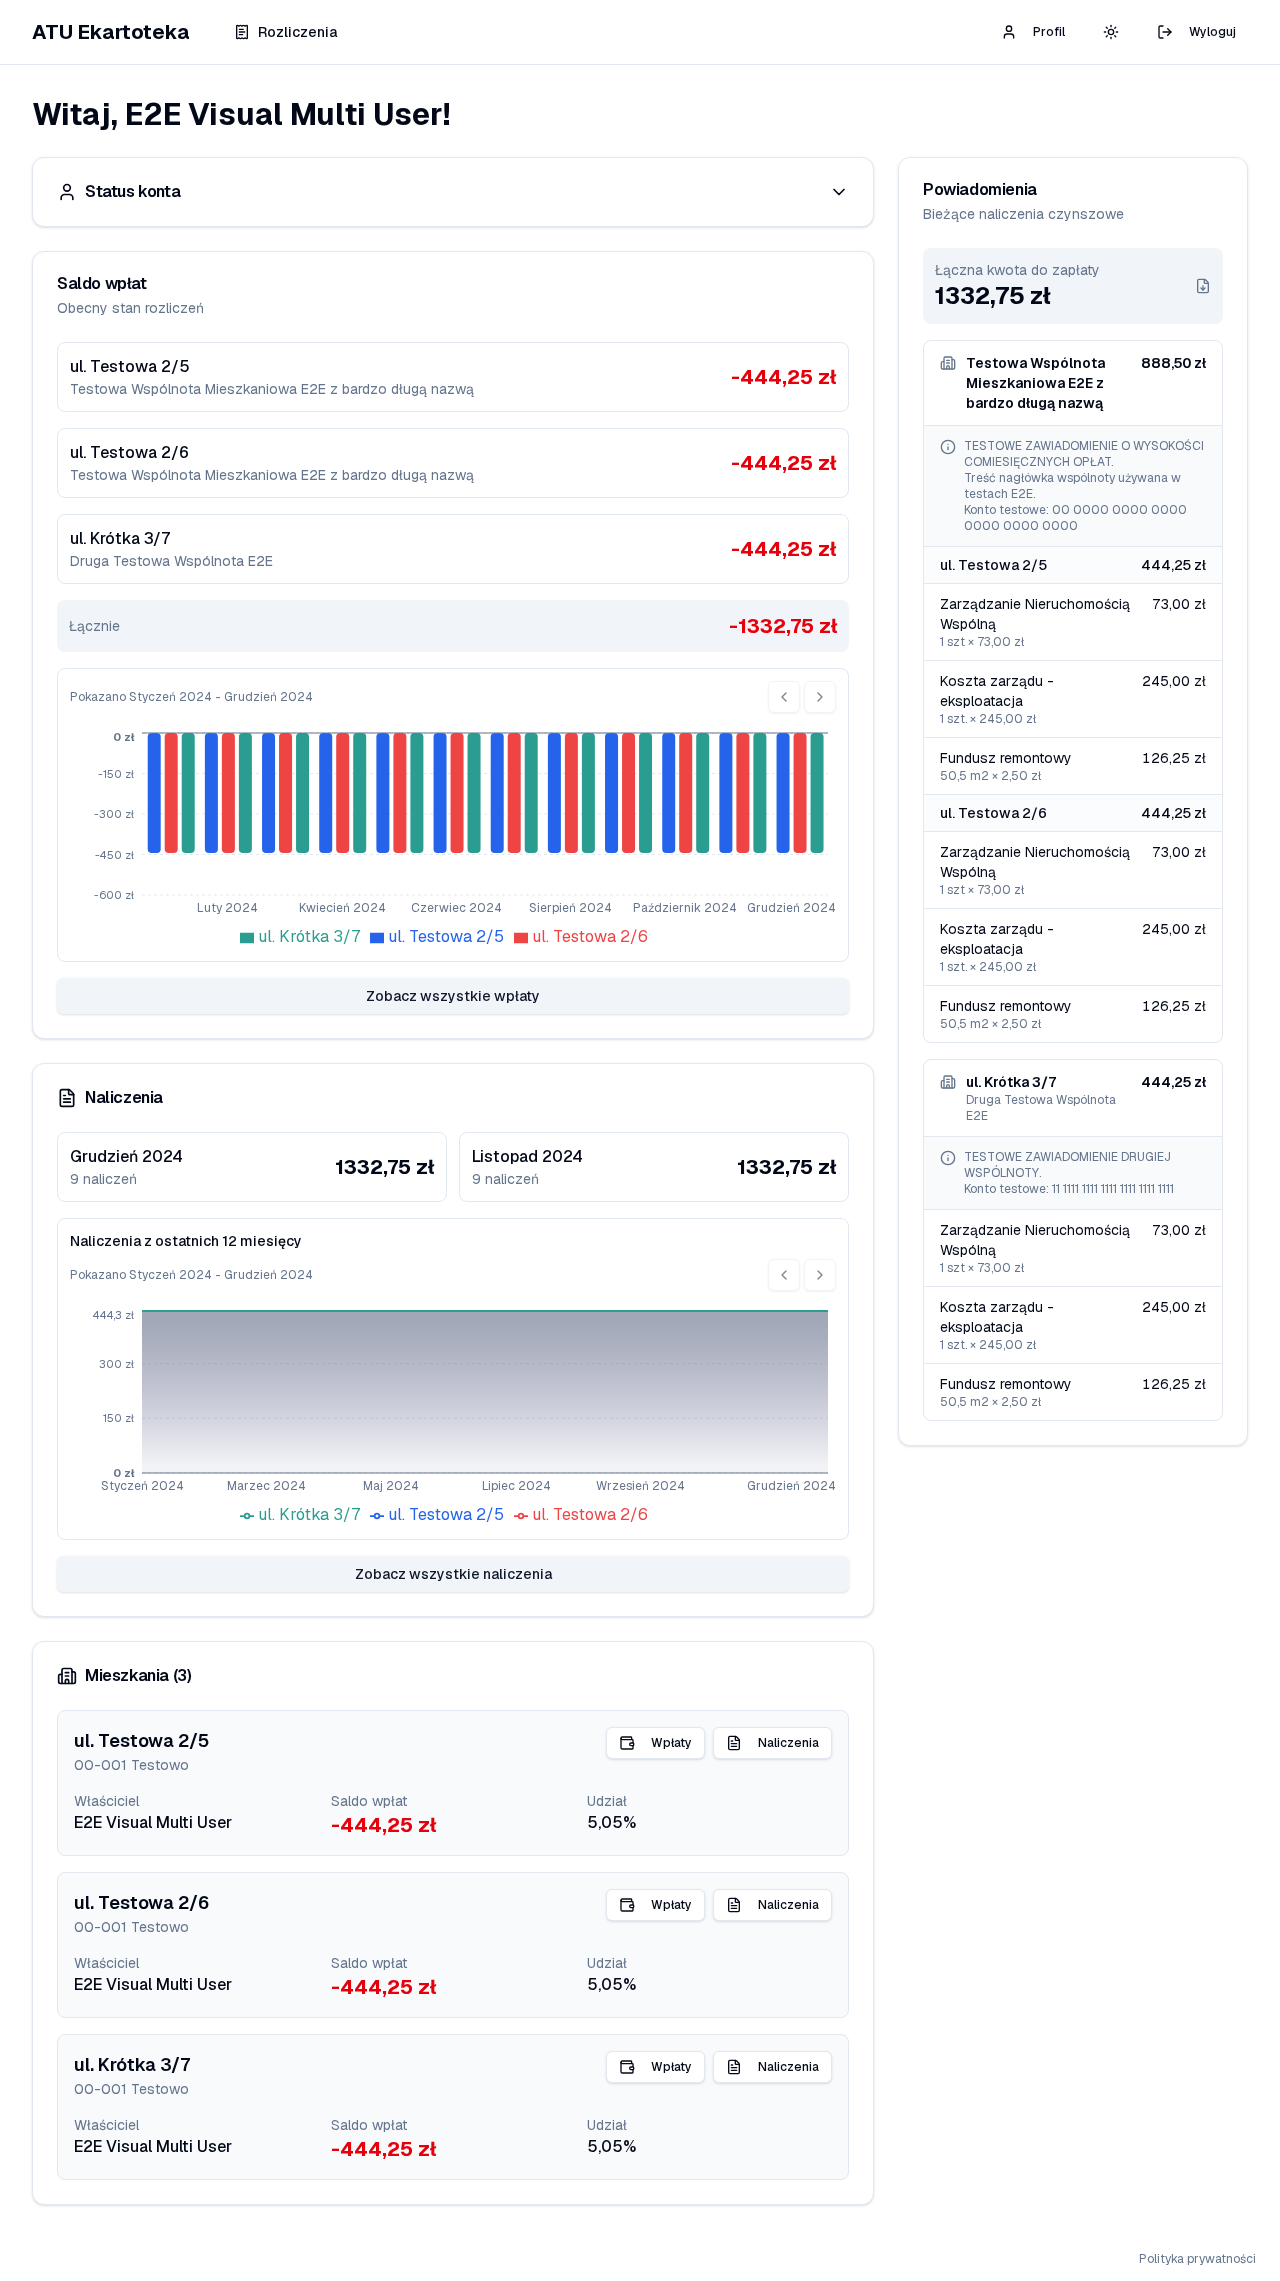 ATU Ekartoteka
Rozliczenia
Profil
Wyloguj
Witaj, E2E Visual Multi User!
Status konta
Saldo wpłat
Obecny stan rozliczeń
ul. Testowa 2/5
Testowa Wspólnota Mieszkaniowa E2E z bardzo długą nazwą
-444,25 zł
ul. Testowa 2/6
Testowa Wspólnota Mieszkaniowa E2E z bardzo długą nazwą
-444,25 zł
ul. Krótka 3/7
Druga Testowa Wspólnota E2E
-444,25 zł
Łącznie
-1332,75 zł
Pokazano Styczeń 2024 - Grudzień 2024
0 zł
-150 zł
-300 zł
-450 zł
-600 zł
Luty 2024 Kwiecień 2024 Czerwiec 2024 Sierpień 2024 Październik 2024 Grudzień 2024
ul. Krótka 3/7 ul. Testowa 2/5 ul. Testowa 2/6
Zobacz wszystkie wpłaty
Naliczenia
Grudzień 2024
9 naliczeń
1332,75 zł
Listopad 2024
9 naliczeń
1332,75 zł
Naliczenia z ostatnich 12 miesięcy
Pokazano Styczeń 2024 - Grudzień 2024
444,3 zł
300 zł
150 zł
0 zł
Styczeń 2024 Marzec 2024 Maj 2024 Lipiec 2024 Wrzesień 2024 Grudzień 2024
ul. Krótka 3/7 ul. Testowa 2/5 ul. Testowa 2/6
Zobacz wszystkie naliczenia
Mieszkania (3)
ul. Testowa 2/5
00-001 Testowo
Wpłaty
Naliczenia
Właściciel
E2E Visual Multi User
Saldo wpłat
-444,25 zł
Udział
5,05%
ul. Testowa 2/6
00-001 Testowo
Wpłaty
Naliczenia
Właściciel
E2E Visual Multi User
Saldo wpłat
-444,25 zł
Udział
5,05%
ul. Krótka 3/7
00-001 Testowo
Wpłaty
Naliczenia
Właściciel
E2E Visual Multi User
Saldo wpłat
-444,25 zł
Udział
5,05%
Powiadomienia
Bieżące naliczenia czynszowe
Łączna kwota do zapłaty
1332,75 zł
Testowa Wspólnota
Mieszkaniowa E2E z
bardzo długą nazwą
888,50 zł
TESTOWE ZAWIADOMIENIE O WYSOKOŚCI
COMIESIĘCZNYCH OPŁAT.
Treść nagłówka wspólnoty używana w
testach E2E.
Konto testowe: 00 0000 0000 0000
0000 0000 0000
ul. Testowa 2/5 444,25 zł
Zarządzanie Nieruchomością 73,00 zł
Wspólną
1 szt × 73,00 zł
Koszta zarządu - 245,00 zł
eksploatacja
1 szt. × 245,00 zł
Fundusz remontowy 126,25 zł
50,5 m2 × 2,50 zł
ul. Testowa 2/6 444,25 zł
Zarządzanie Nieruchomością 73,00 zł
Wspólną
1 szt × 73,00 zł
Koszta zarządu - 245,00 zł
eksploatacja
1 szt. × 245,00 zł
Fundusz remontowy 126,25 zł
50,5 m2 × 2,50 zł
ul. Krótka 3/7 444,25 zł
Druga Testowa Wspólnota
E2E
TESTOWE ZAWIADOMIENIE DRUGIEJ
WSPÓLNOTY.
Konto testowe: 11 1111 1111 1111 1111 1111 1111
Zarządzanie Nieruchomością 73,00 zł
Wspólną
1 szt × 73,00 zł
Koszta zarządu - 245,00 zł
eksploatacja
1 szt. × 245,00 zł
Fundusz remontowy 126,25 zł
50,5 m2 × 2,50 zł
Polityka prywatności